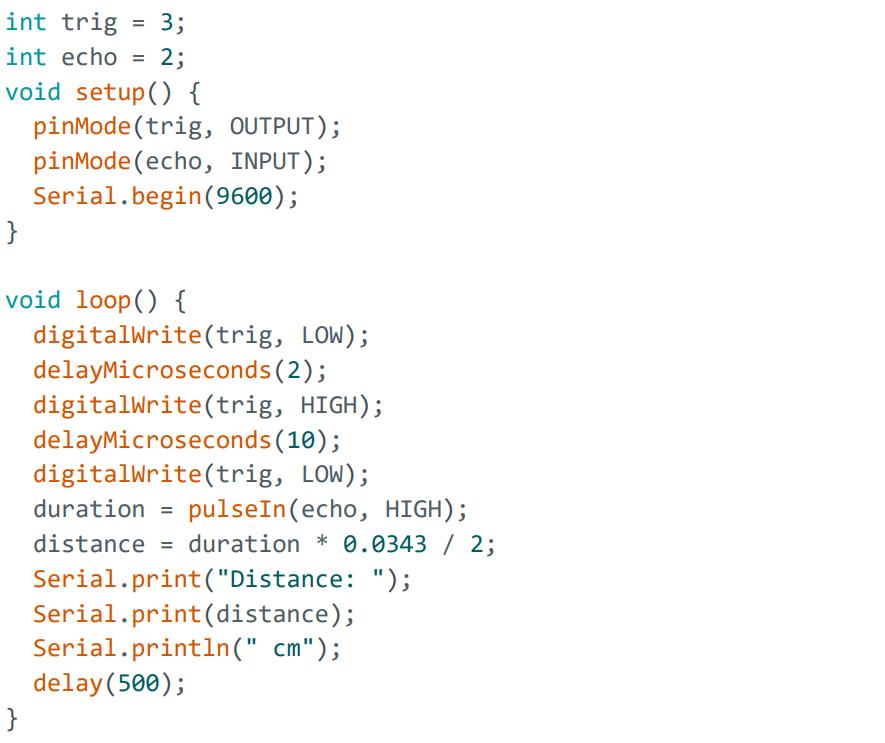 int trig = 3;
int echo = 2;
void setup() {
  pinMode(trig, OUTPUT);
  pinMode(echo, INPUT);
  Serial.begin(9600);
}

void loop() {
  digitalWrite(trig, LOW);
  delayMicroseconds(2);
  digitalWrite(trig, HIGH);
  delayMicroseconds(10);
  digitalWrite(trig, LOW);
  duration = pulseIn(echo, HIGH);
  distance = duration * 0.0343 / 2;
  Serial.print("Distance: ");
  Serial.print(distance);
  Serial.println(" cm");
  delay(500);
}